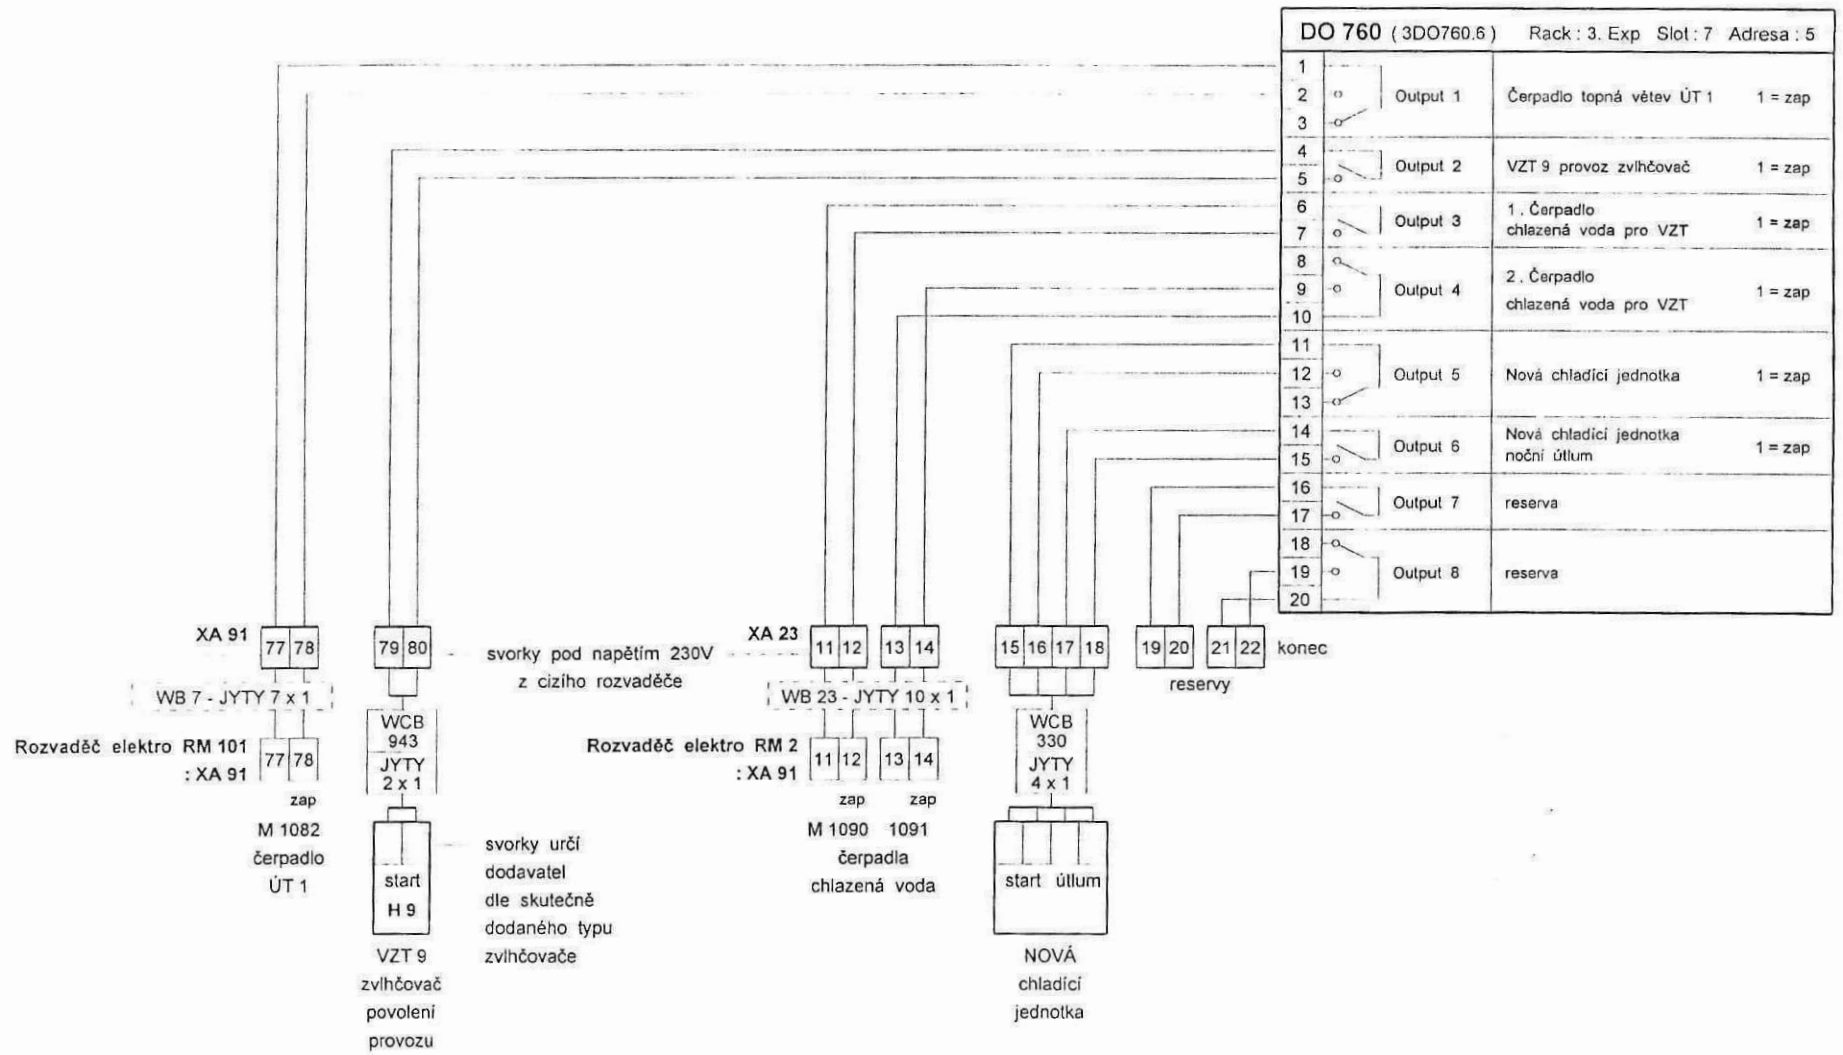 DO 760 ( 3DO760.6 ) Rack : 3. Exp Slot : 7 Adresa : 5
1
2 Output 1 Čerpadlo topná větev ÚT 1 1 = zap
3
4
5 Output 2 VZT 9 provoz zvlhčovač 1 = zap
6
7 Output 3 1 . Čerpadlo
chlazená voda pro VZT 1 = zap
8
9 Output 4 2 . Čerpadlo
chlazená voda pro VZT 1 = zap
10
11
12 Output 5 Nová chladící jednotka 1 = zap
13
14
15 Output 6 Nová chladící jednotka
noční útlum 1 = zap
16
17 Output 7 reserva
18
19 Output 8 reserva
20
XA 91 77 78 79 80
svorky pod napětím 230V
z cizího rozvaděče
XA 23 11 12 13 14 15 16 17 18 19 20 21 22 konec
reservy
WB 7 - JYTY 7 x 1
WB 23 - JYTY 10 x 1
WCB
943
JYTY
2 x 1
WCB
330
JYTY
4 x 1
Rozvaděč elektro RM 101
: XA 91
77 78
zap
M 1082
čerpadlo
ÚT 1
start
H 9
VZT 9
zvlhčovač
povolení
provozu
svorky určí
dodavatel
dle skutečně
dodaného typu
zvlhčovače
Rozvaděč elektro RM 2
: XA 91
11 12 13 14
zap zap
M 1090 1091
čerpadla
chlazená voda
start útlum
NOVÁ
chladící
jednotka